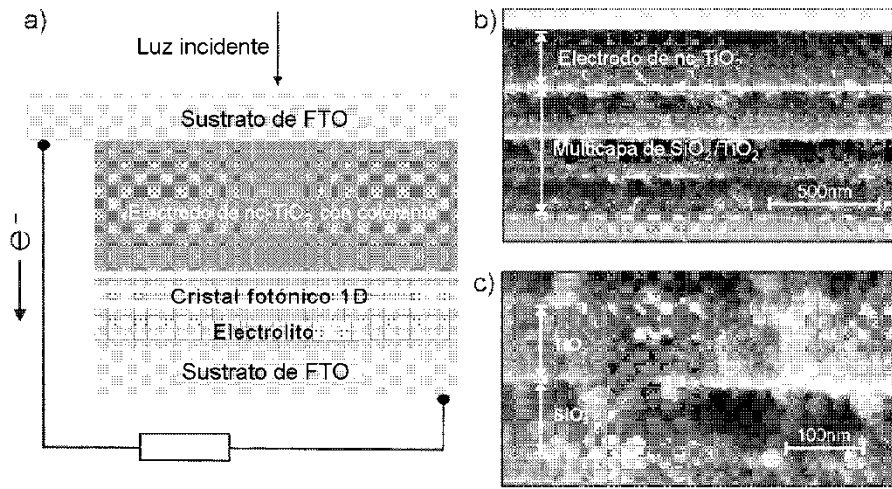 a)
Luz incidente
Sustrato de FTO
Electrodo de nc-TiO2 con colorante
e-
Cristal fotónico 1D
Electrolito
Sustrato de FTO
b)
Electrodo de nc-TiO2
Multicapa de SiO2/TiO2
500nm
c)
TiO2
SiO2
100nm